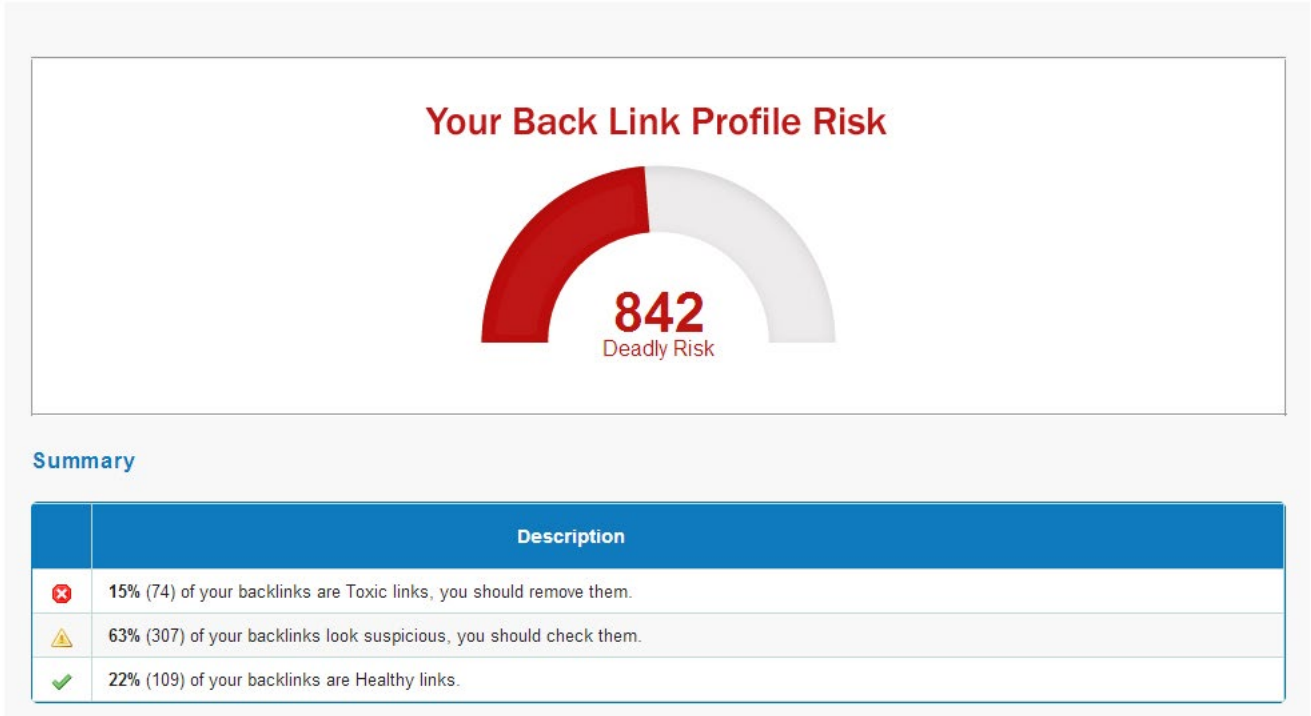 Your Back Link Profile Risk
842
Deadly Risk
Summary
Description
15% (74) of your backlinks are Toxic links, you should remove them.
63% (307) of your backlinks look suspicious, you should check them.
22% (109) of your backlinks are Healthy links.